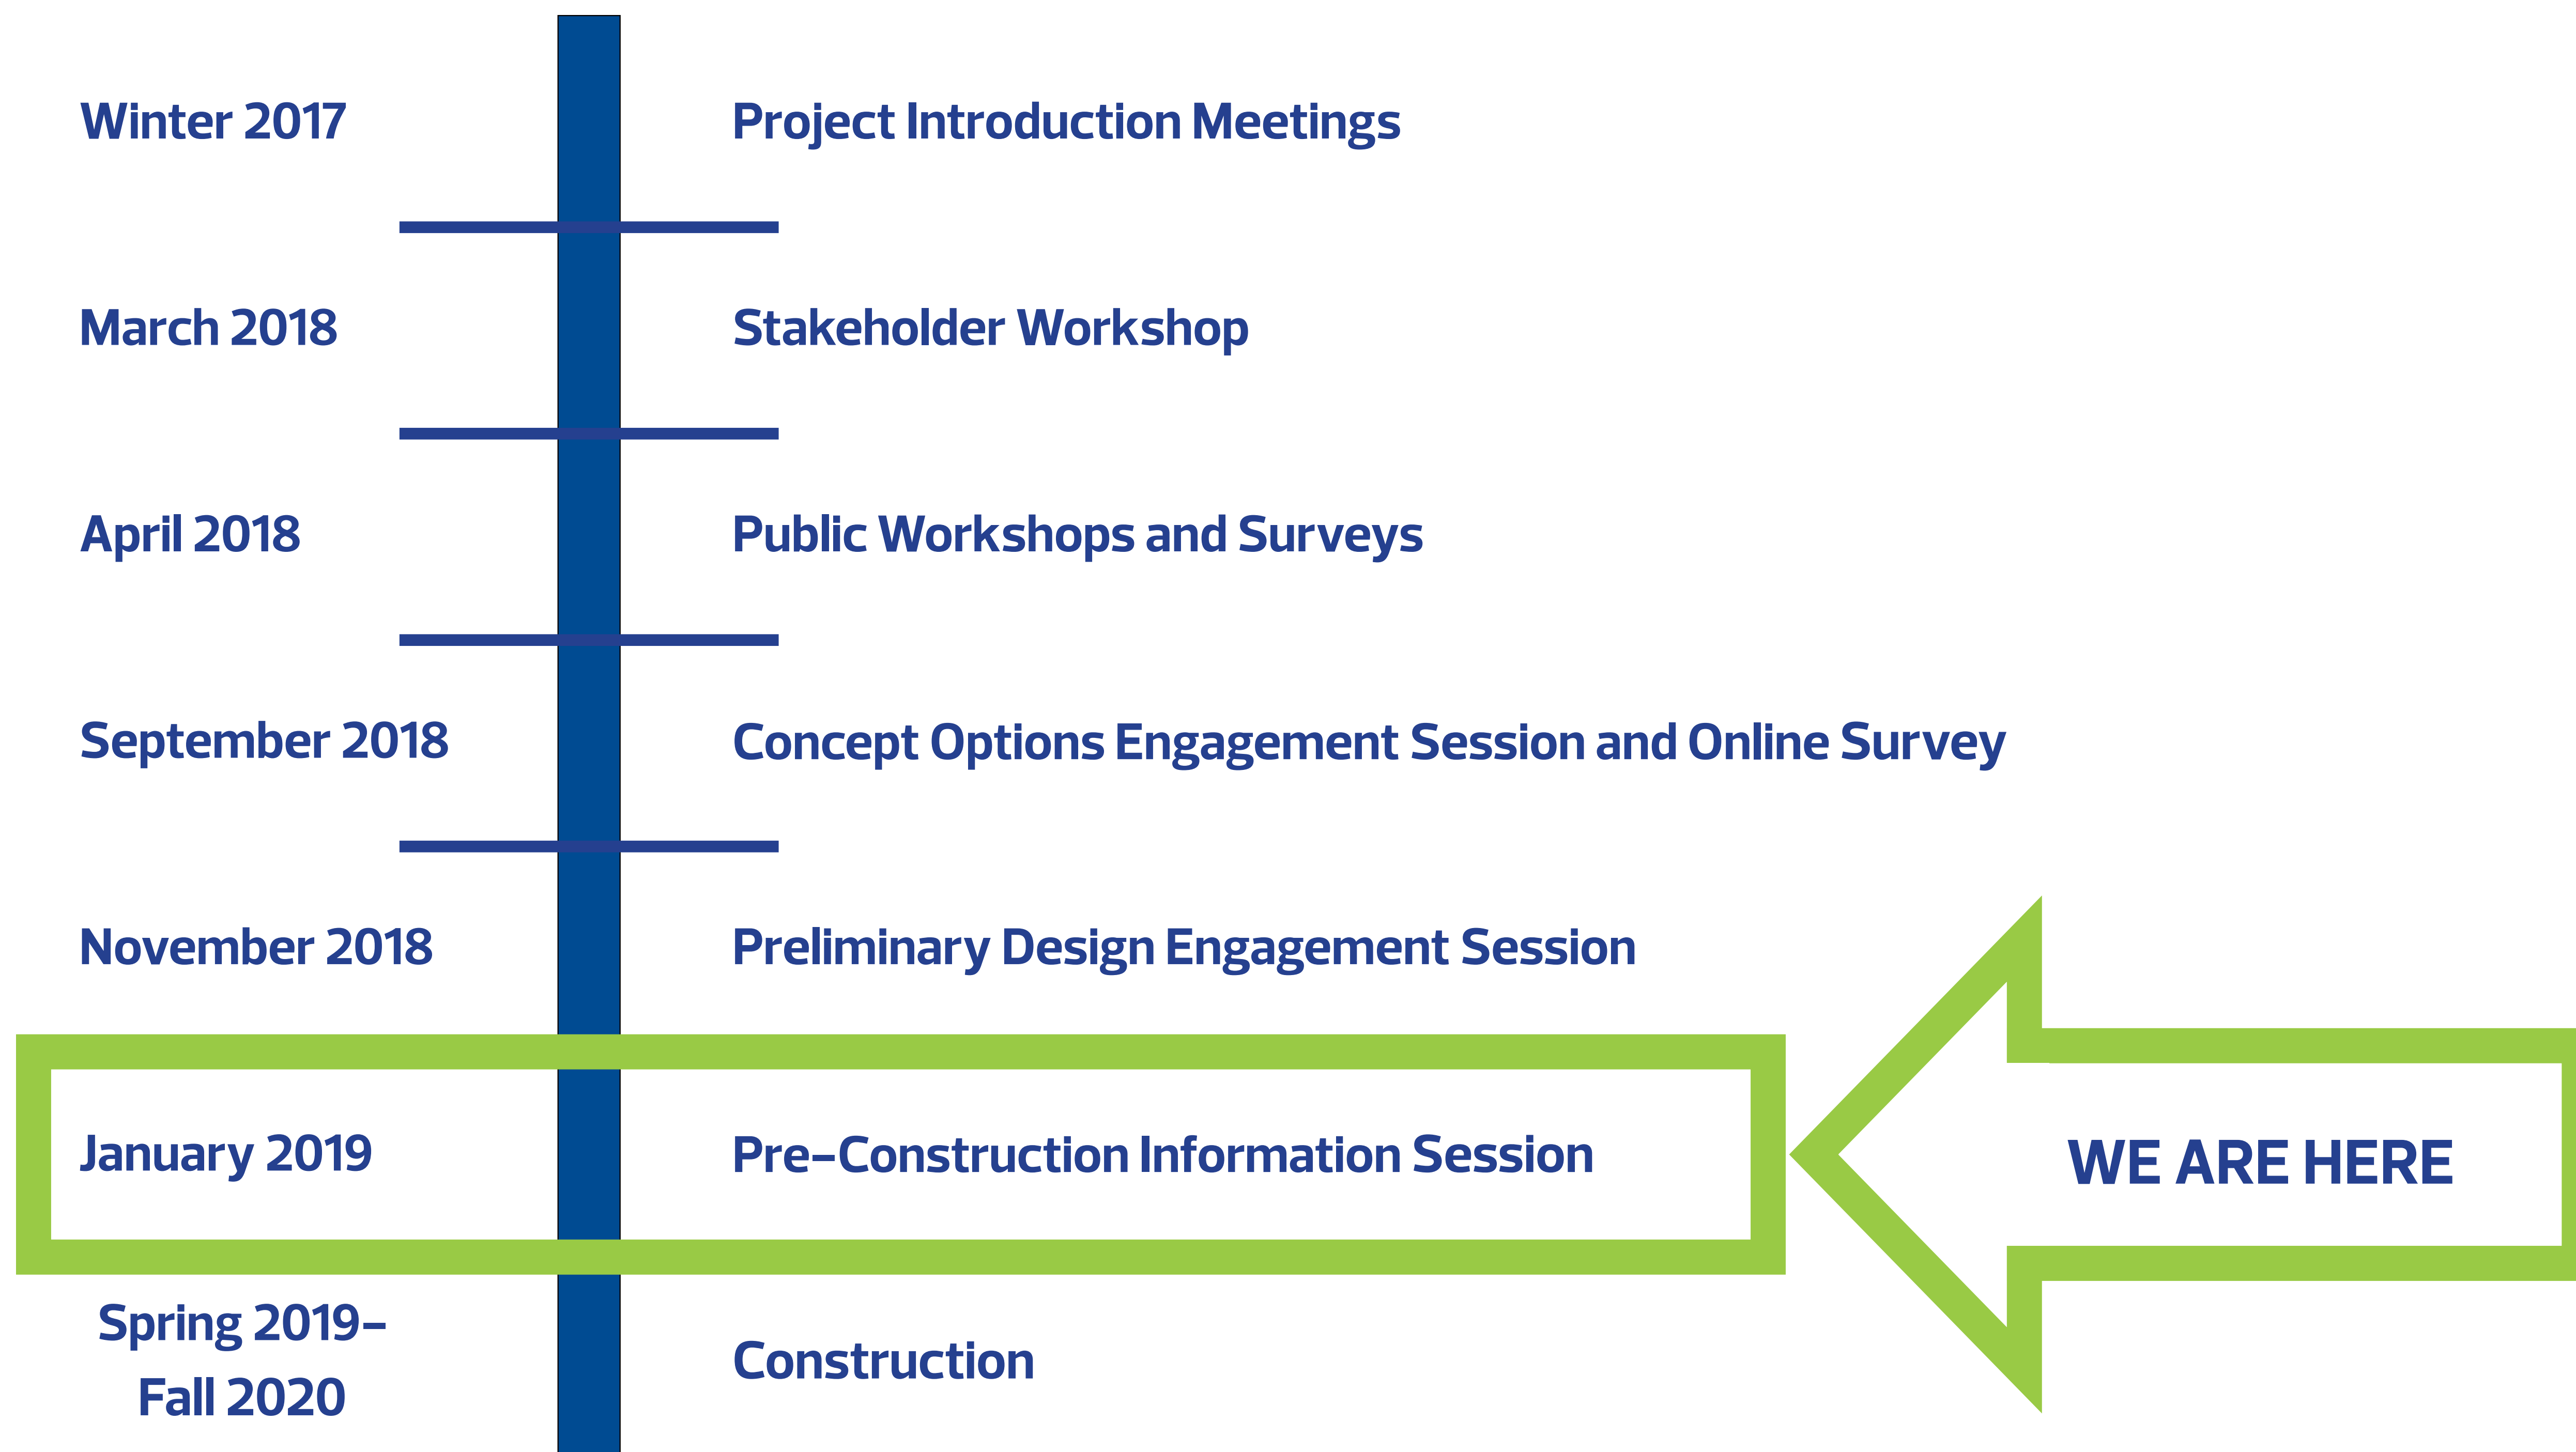 Winter 2017
Project Introduction Meetings
March 2018
Stakeholder Workshop
April 2018
Public Workshops and Surveys
September 2018
Concept Options Engagement Session and Online Survey
November 2018
Preliminary Design Engagement Session
January 2019
Pre-Construction Information Session
WE ARE HERE
Spring 2019-
Fall 2020
Construction